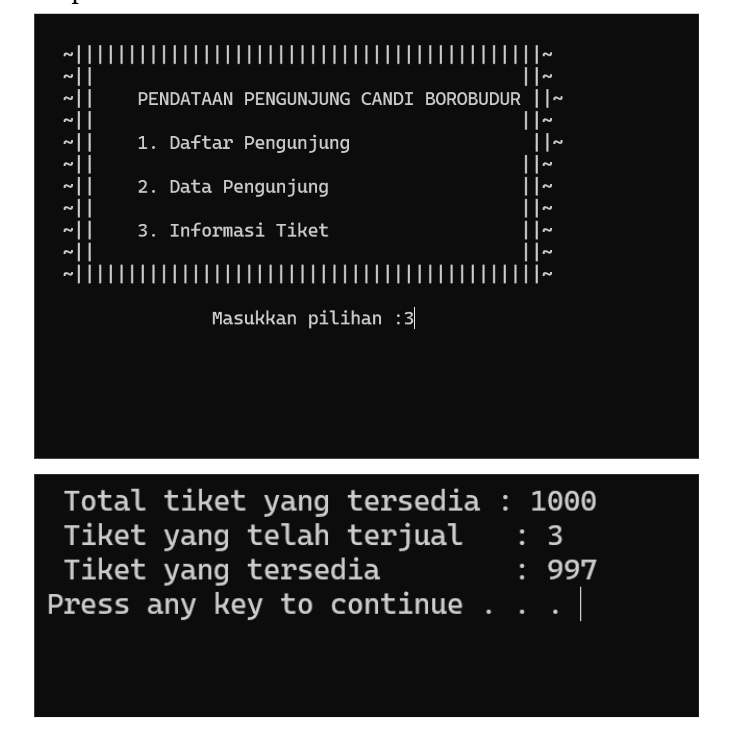 ~||||||||||||||||||||||||||||||||||||||||||||~
~|| ||~
~|| PENDATAAN PENGUNJUNG CANDI BOROBUDUR ||~
~|| ||~
~|| 1. Daftar Pengunjung ||~
~|| ||~
~|| 2. Data Pengunjung ||~
~|| ||~
~|| 3. Informasi Tiket ||~
~|| ||~
~||||||||||||||||||||||||||||||||||||||||||||~
Masukkan pilihan :3
Total tiket yang tersedia : 1000
Tiket yang telah terjual : 3
Tiket yang tersedia : 997
Press any key to continue . . .